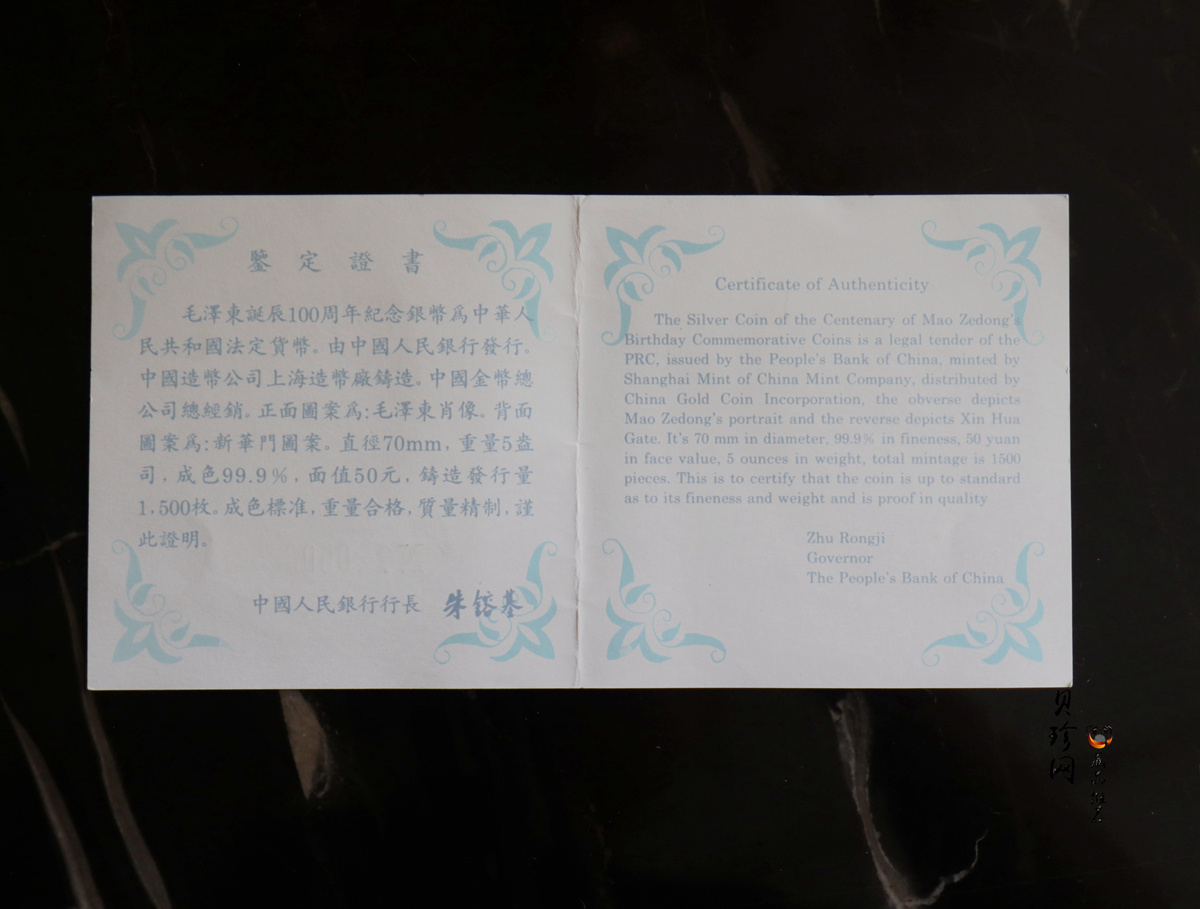 鑒定證書
毛澤東誕辰100周年紀念銀幣爲中華人
民共和國法定貨幣。由中國人民銀行發行。
中國造幣公司上海造幣廠鑄造。中國金幣總
公司總經銷。正面圖案爲:毛澤東肖像。背面
圖案爲:新華門圖案。直徑70mm,重量5盎
司,成色99.9%,面值50元,鑄造發行量
1,500枚。成色標准,重量合格,質量精制,謹
此證明。
中國人民銀行行長 朱鎔基
Certificate of Authenticity
The Silver Coin of the Centenary of Mao Zedong's
Birthday Commemorative Coins is a legal tender of the
PRC, issued by the People's Bank of China, minted by
Shanghai Mint of China Mint Company, distributed by
China Gold Coin Incorporation, the obverse depicts
Mao Zedong's portrait and the reverse depicts Xin Hua
Gate. It's 70 mm in diameter, 99.9% in fineness, 50 yuan
in face value, 5 ounces in weight, total mintage is 1500
pieces. This is to certify that the coin is up to standard
as to its fineness and weight and is proof in quality
Zhu Rongji
Governor
The People's Bank of China
贝珍网